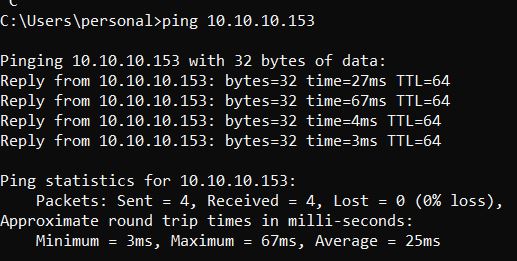 C:\Users\personal>ping 10.10.10.153
Pinging 10.10.10.153 with 32 bytes of data:
Reply from 10.10.10.153: bytes=32 time=27ms TTL=64
Reply from 10.10.10.153: bytes=32 time=67ms TTL=64
Reply from 10.10.10.153: bytes=32 time=4ms TTL=64
Reply from 10.10.10.153: bytes=32 time=3ms TTL=64
Ping statistics for 10.10.10.153:
Packets: Sent = 4, Received = 4, Lost = 0 (0% loss),
Approximate round trip times in milli-seconds:
Minimum = 3ms, Maximum = 67ms, Average = 25ms